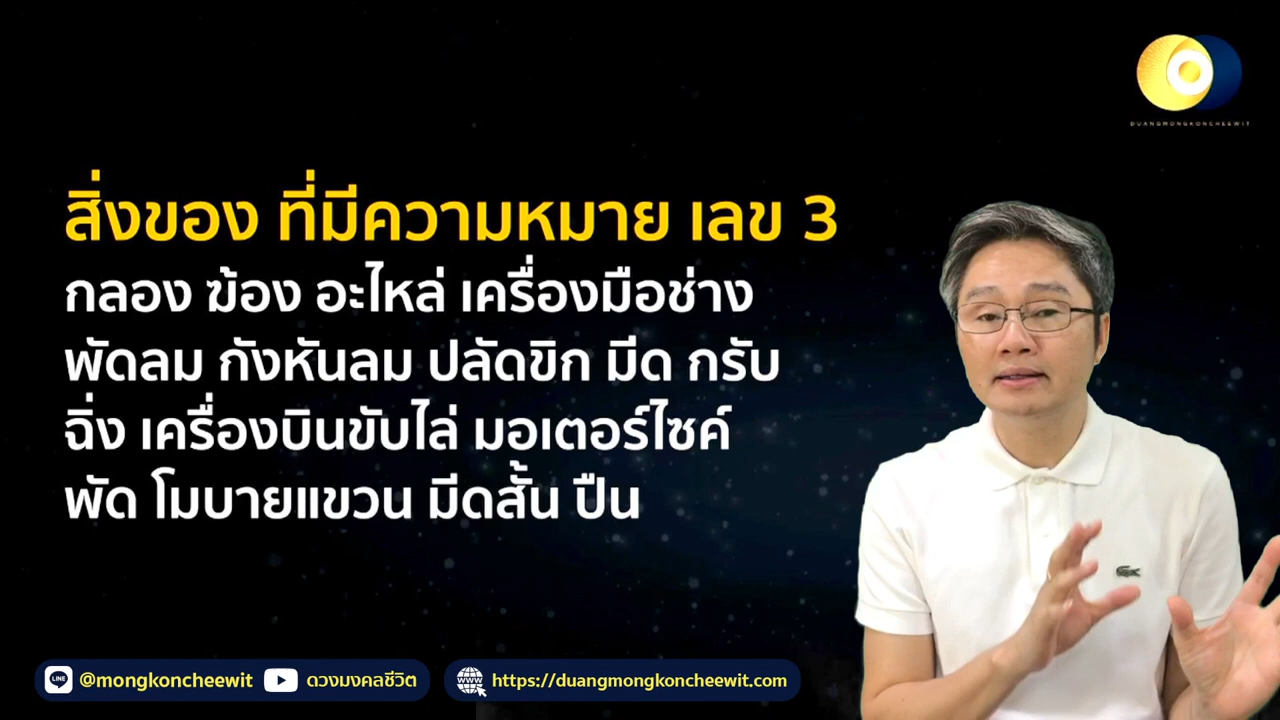 DUANGMONGKONCHEEWIT
สิ่งของ ที่มีความหมาย เลข 3
กลอง ฆ้อง อะไหล่ เครื่องมือช่าง
พัดลม กังหันลม ปลัดขิก มีด กรับ
ฉิ่ง เครื่องบินขับไล่ มอเตอร์ไซค์
พัด โมบายแขวน มีดสั้น ปืน
LINE @mongkoncheewit ดวงมงคลชีวิต https://duangmongkoncheewit.com